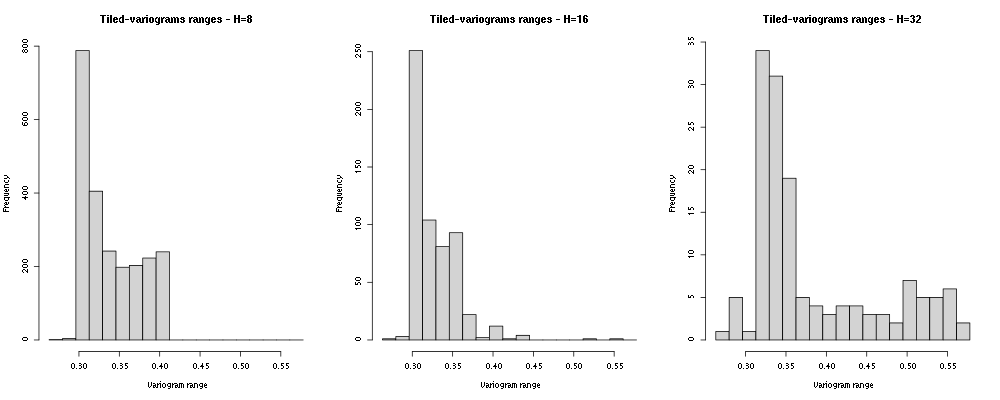 Tiled-variograms ranges - H=8
Tiled-variograms ranges - H=16
Tiled-variograms ranges - H=32
Frequency
0 200 400 600 800
0.30 0.35 0.40 0.45 0.50 0.55
Variogram range
Frequency
0 50 100 150 200 250
0.30 0.35 0.40 0.45 0.50 0.55
Variogram range
Frequency
0 5 10 15 20 25 30 35
0.30 0.35 0.40 0.45 0.50 0.55
Variogram range